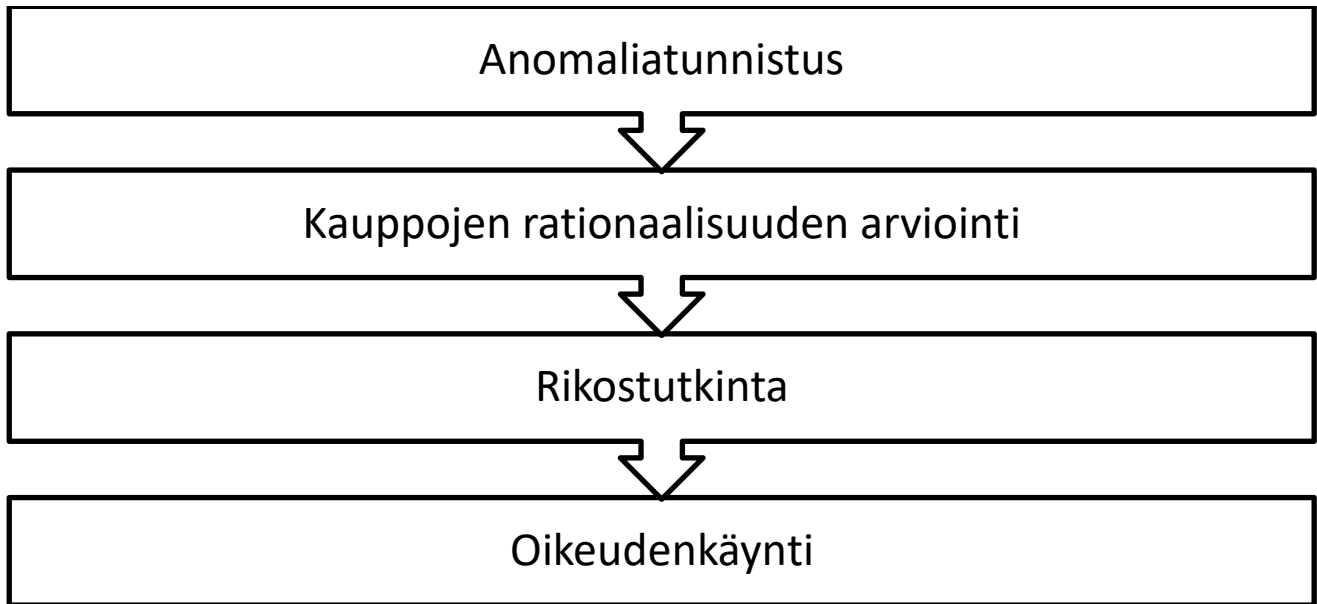 Anomaliatunnistus
Kauppojen rationaalisuuden arviointi
Rikostutkinta
Oikeudenkäynti